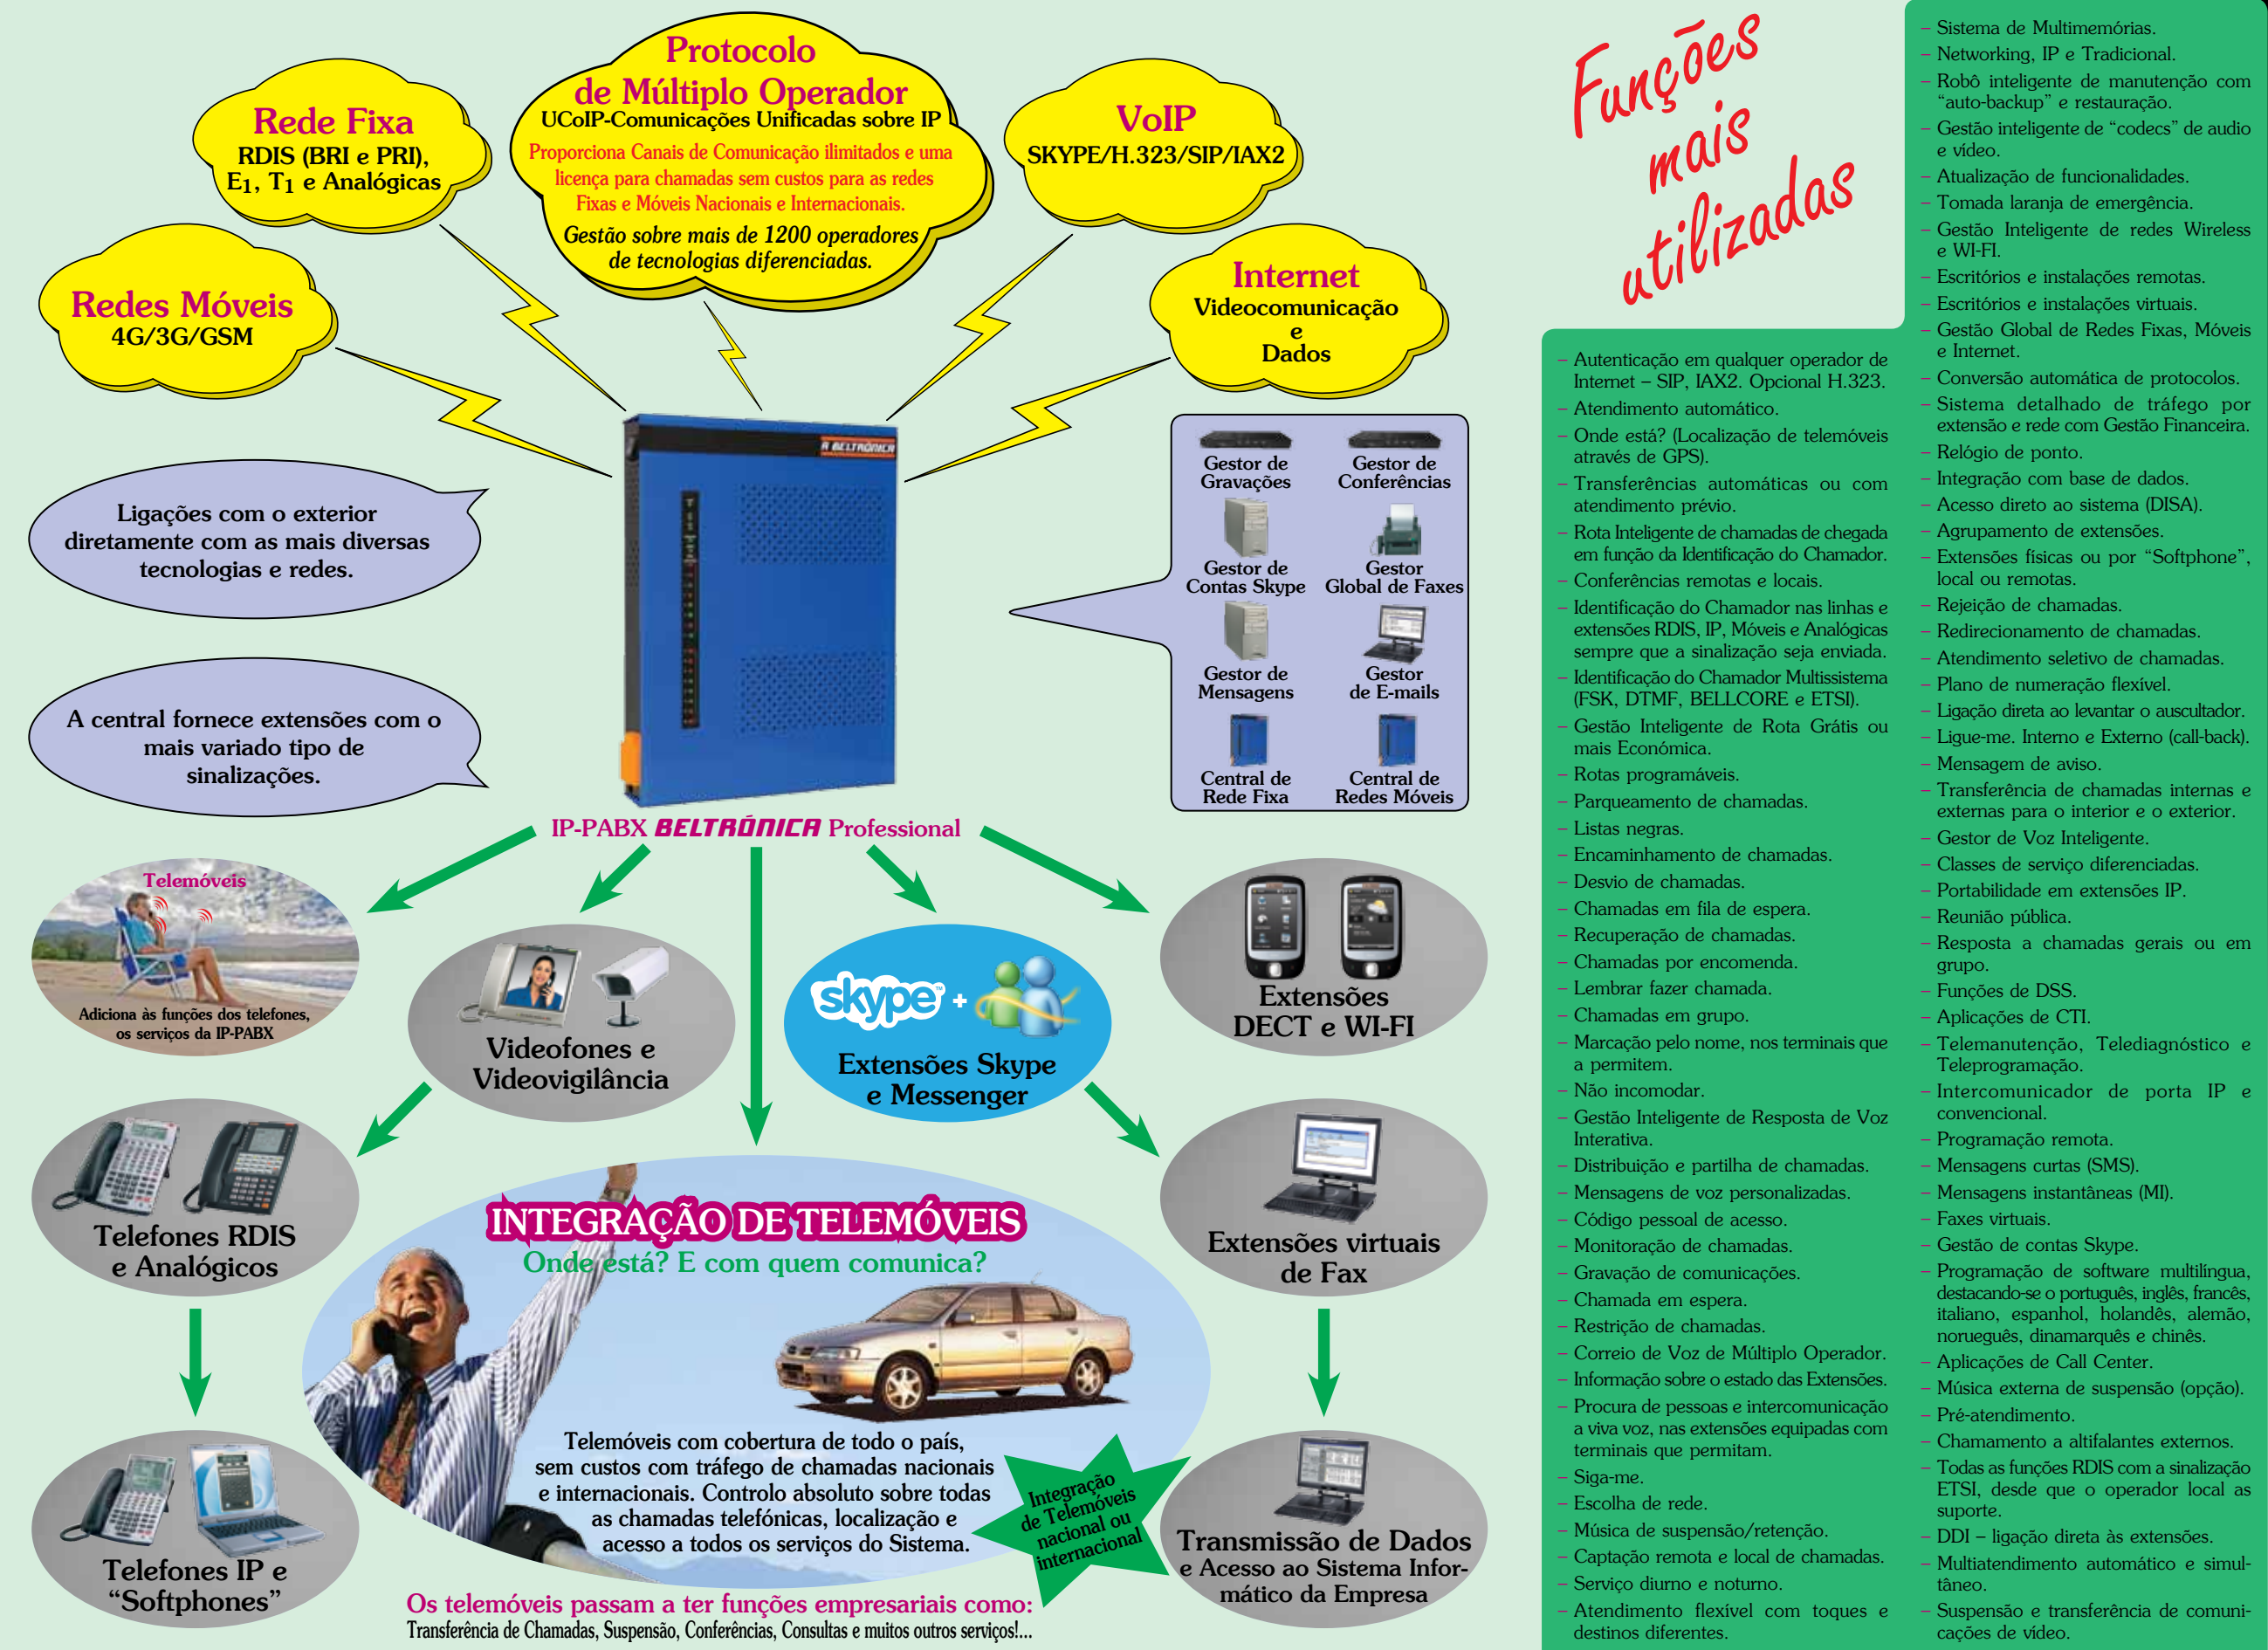 Protocolo
de Múltiplo Operador
UCoIP-Comunicações Unificadas sobre IP
Proporciona Canais de Comunicação ilimitados e uma
licença para chamadas sem custos para as redes
Fixas e Móveis Nacionais e Internacionais.
Gestão sobre mais de 1200 operadores
de tecnologias diferenciadas.
Rede Fixa
RDIS (BRI e PRI),
E1, T1 e Analógicas
VoIP
SKYPE/H.323/SIP/IAX2
Redes Móveis
4G/3G/GSM
Internet
Videocomunicação
e
Dados
A BELTRÓNICA
Ligações com o exterior
diretamente com as mais diversas
tecnologias e redes.
A central fornece extensões com o
mais variado tipo de
sinalizações.
Gestor de
Gravações
Gestor de
Conferências
Gestor de
Contas Skype
Gestor
Global de Faxes
Gestor de
Mensagens
Gestor
de E-mails
Central de
Rede Fixa
Central de
Redes Móveis
IP-PABX BELTRÓNICA Professional
Telemóveis
Adiciona às funções dos telefones,
os serviços da IP-PABX
Videofones e
Videovigilância
skype™ +
Extensões Skype
e Messenger
Extensões
DECT e WI-FI
Telefones RDIS
e Analógicos
Extensões virtuais
de Fax
Telefones IP e
“Softphones”
INTEGRAÇÃO DE TELEMÓVEIS
Onde está? E com quem comunica?
Telemóveis com cobertura de todo o país,
sem custos com tráfego de chamadas nacionais
e internacionais. Controlo absoluto sobre todas
as chamadas telefónicas, localização e
acesso a todos os serviços do Sistema.
Integração
de Telemóveis
nacional ou
internacional
Transmissão de Dados
e Acesso ao Sistema Infor-
mático da Empresa
Os telemóveis passam a ter funções empresariais como:
Transferência de Chamadas, Suspensão, Conferências, Consultas e muitos outros serviços!...
Funções
mais
utilizadas
– Autenticação em qualquer operador de
Internet – SIP, IAX2. Opcional H.323.
– Atendimento automático.
– Onde está? (Localização de telemóveis
através de GPS).
– Transferências automáticas ou com
atendimento prévio.
– Rota Inteligente de chamadas de chegada
em função da Identificação do Chamador.
– Conferências remotas e locais.
– Identificação do Chamador nas linhas e
extensões RDIS, IP, Móveis e Analógicas
sempre que a sinalização seja enviada.
– Identificação do Chamador Multissistema
(FSK, DTMF, BELLCORE e ETSI).
– Gestão Inteligente de Rota Grátis ou
mais Económica.
– Rotas programáveis.
– Parqueamento de chamadas.
– Listas negras.
– Encaminhamento de chamadas.
– Desvio de chamadas.
– Chamadas em fila de espera.
– Recuperação de chamadas.
– Chamadas por encomenda.
– Lembrar fazer chamada.
– Chamadas em grupo.
– Marcação pelo nome, nos terminais que
a permitem.
– Não incomodar.
– Gestão Inteligente de Resposta de Voz
Interativa.
– Distribuição e partilha de chamadas.
– Mensagens de voz personalizadas.
– Código pessoal de acesso.
– Monitoração de chamadas.
– Gravação de comunicações.
– Chamada em espera.
– Restrição de chamadas.
– Correio de Voz de Múltiplo Operador.
– Informação sobre o estado das Extensões.
– Procura de pessoas e intercomunicação
a viva voz, nas extensões equipadas com
terminais que permitam.
– Siga-me.
– Escolha de rede.
– Música de suspensão/retenção.
– Captação remota e local de chamadas.
– Serviço diurno e noturno.
– Atendimento flexível com toques e
destinos diferentes.
– Sistema de Multimemórias.
– Networking, IP e Tradicional.
– Robô inteligente de manutenção com
“auto-backup” e restauração.
– Gestão inteligente de “codecs” de audio
e vídeo.
– Atualização de funcionalidades.
– Tomada laranja de emergência.
– Gestão Inteligente de redes Wireless
e WI-FI.
– Escritórios e instalações remotas.
– Escritórios e instalações virtuais.
– Gestão Global de Redes Fixas, Móveis
e Internet.
– Conversão automática de protocolos.
– Sistema detalhado de tráfego por
extensão e rede com Gestão Financeira.
– Relógio de ponto.
– Integração com base de dados.
– Acesso direto ao sistema (DISA).
– Agrupamento de extensões.
– Extensões físicas ou por “Softphone”,
local ou remotas.
– Rejeição de chamadas.
– Redirecionamento de chamadas.
– Atendimento seletivo de chamadas.
– Plano de numeração flexível.
– Ligação direta ao levantar o auscultador.
– Ligue-me. Interno e Externo (call-back).
– Mensagem de aviso.
– Transferência de chamadas internas e
externas para o interior e o exterior.
– Gestor de Voz Inteligente.
– Classes de serviço diferenciadas.
– Portabilidade em extensões IP.
– Reunião pública.
– Resposta a chamadas gerais ou em
grupo.
– Funções de DSS.
– Aplicações de CTI.
– Telemanutenção, Telediagnóstico e
Teleprogramação.
– Intercomunicador de porta IP e
convencional.
– Programação remota.
– Mensagens curtas (SMS).
– Mensagens instantâneas (MI).
– Faxes virtuais.
– Gestão de contas Skype.
– Programação de software multilíngua,
destacando-se o português, inglês, francês,
italiano, espanhol, holandês, alemão,
norueguês, dinamarquês e chinês.
– Aplicações de Call Center.
– Música externa de suspensão (opção).
– Pré-atendimento.
– Chamamento a altifalantes externos.
– Todas as funções RDIS com a sinalização
ETSI, desde que o operador local as
suporte.
– DDI – ligação direta às extensões.
– Multiatendimento automático e simul-
tâneo.
– Suspensão e transferência de comuni-
cações de vídeo.